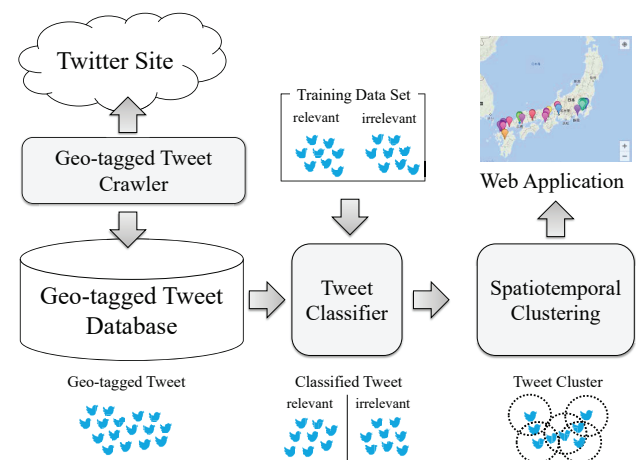 Twitter Site
Geo-tagged Tweet
Crawler
Geo-tagged Tweet
Database
Geo-tagged Tweet
Training Data Set
relevant irrelevant
Tweet
Classifier
Classified Tweet
relevant irrelevant
Web Application
Spatiotemporal
Clustering
Tweet Cluster